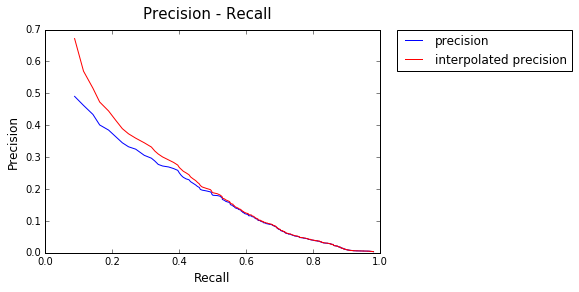 Precision - Recall
precision
interpolated precision
0.7
0.6
0.5
0.4
0.3
0.2
0.1
0.0
Precision
0.0 0.2 0.4 0.6 0.8 1.0
Recall